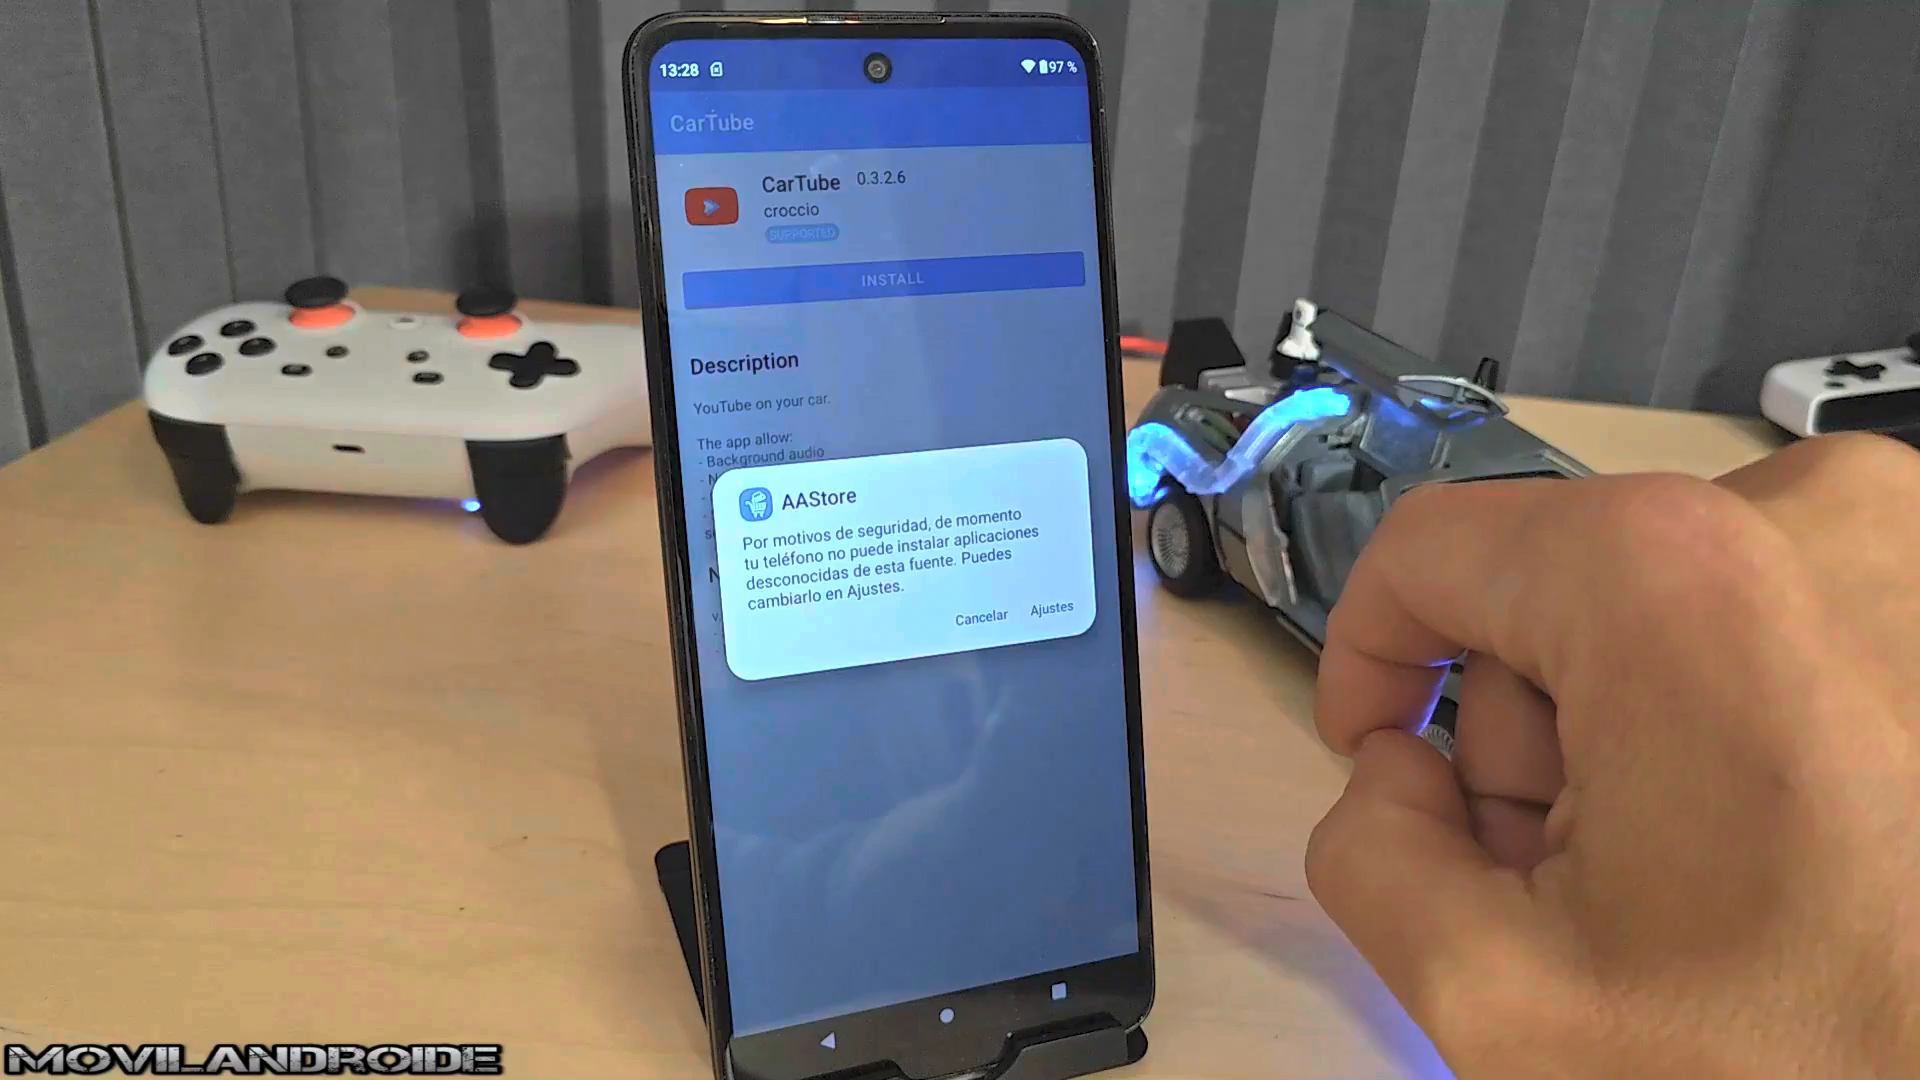 13:28
97 %
CarTube
CarTube 0.3.2.6
croccio
SUPPORTED
INSTALL
Description
YouTube on your car.
The app allow:
- Background audio
AAStore
Por motivos de seguridad, de momento
tu teléfono no puede instalar aplicaciones
desconocidas de esta fuente. Puedes
cambiarlo en Ajustes.
Cancelar Ajustes
MOVILANDROIDE